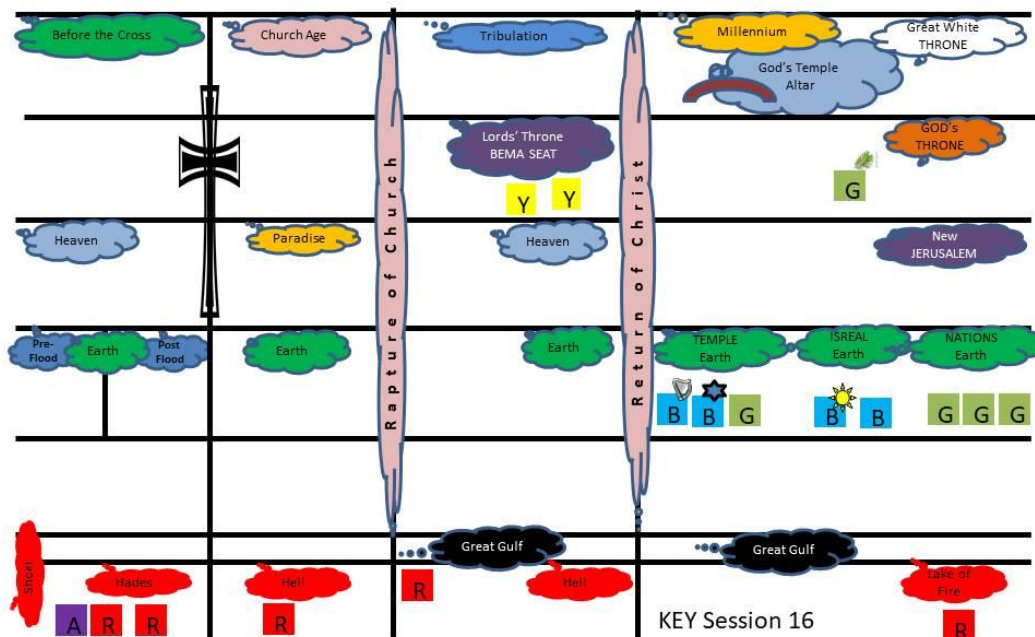 Before the Cross
Church Age
Tribulation
Millennium
Great White
THRONE
God's Temple
Altar
Lords' Throne
BEMA SEAT
GOD's
THRONE
Y
Y
G
Rapture of Church
Return of Christ
Heaven
Paradise
Heaven
New
JERUSALEM
Pre-
Flood
Earth
Post
Flood
Earth
Earth
TEMPLE
Earth
ISREAL
Earth
NATIONS
Earth
B
B
G
B
B
G
G
G
Great Gulf
Great Gulf
Shoel
Hades
Hell
R
Hell
Lake of
Fire
A
R
R
R
KEY Session 16
R